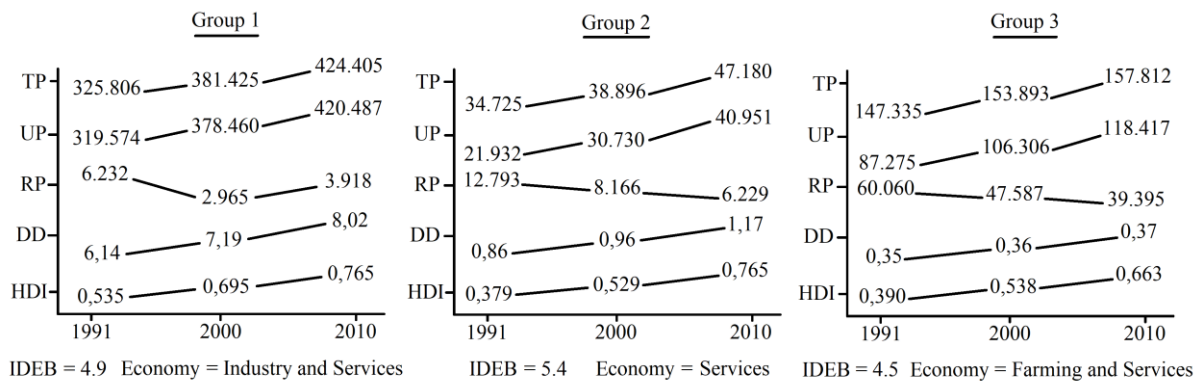 Group 1
TP
325.806 381.425 424.405
UP
319.574 378.460 420.487
RP
6.232 2.965 3.918
DD
6,14 7,19 8,02
HDI
0,535 0,695 0,765
1991 2000 2010
IDEB = 4.9 Economy = Industry and Services
Group 2
TP
34.725 38.896 47.180
UP
21.932 30.730 40.951
RP
12.793 8.166 6.229
DD
0,86 0,96 1,17
HDI
0,379 0,529 0,765
1991 2000 2010
IDEB = 5.4 Economy = Services
Group 3
TP
147.335 153.893 157.812
UP
87.275 106.306 118.417
RP
60.060 47.587 39.395
DD
0,35 0,36 0,37
HDI
0,390 0,538 0,663
1991 2000 2010
IDEB = 4.5 Economy = Farming and Services